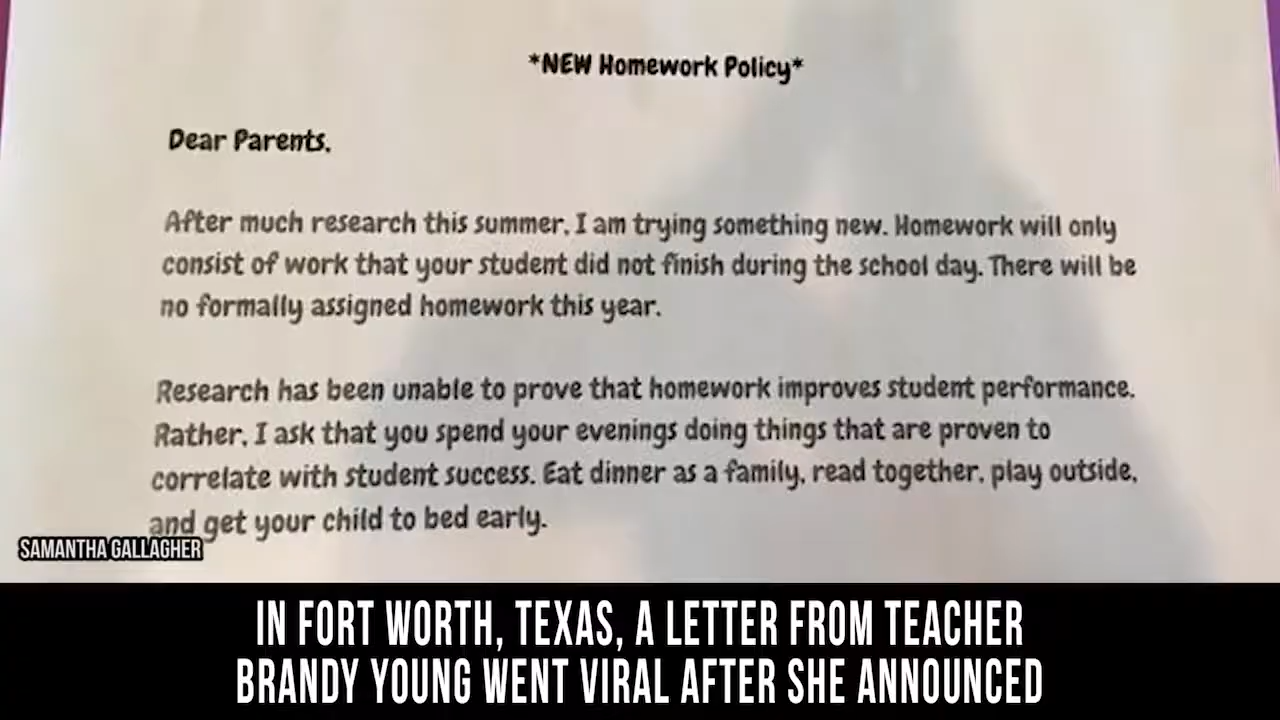 *NEW Homework Policy*
Dear Parents,
After much research this summer, I am trying something new. Homework will only
consist of work that your student did not finish during the school day. There will be
no formally assigned homework this year.
Research has been unable to prove that homework improves student performance.
Rather, I ask that you spend your evenings doing things that are proven to
correlate with student success. Eat dinner as a family, read together, play outside,
and get your child to bed early.
SAMANTHA GALLAGHER
IN FORT WORTH, TEXAS, A LETTER FROM TEACHER
BRANDY YOUNG WENT VIRAL AFTER SHE ANNOUNCED